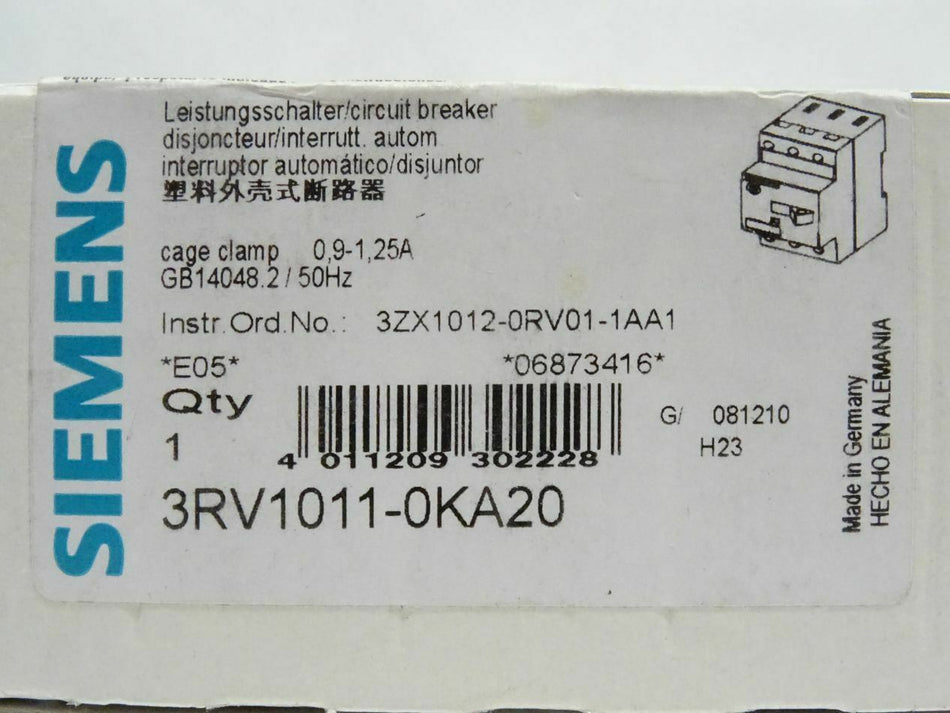 SIEMENS
Leistungsschalter/circuit breaker
disjoncteur/interrutt. autom
interruptor automático/disjuntor
塑料外壳式断路器
cage clamp 0,9-1,25A
GB14048.2 / 50Hz
Instr.Ord.No.: 3ZX1012-0RV01-1AA1
*E05* *06873416*
Qty
1
4 011209 302228
G/ 081210
H23
3RV1011-0KA20
Made in Germany
HECHO EN ALEMANIA